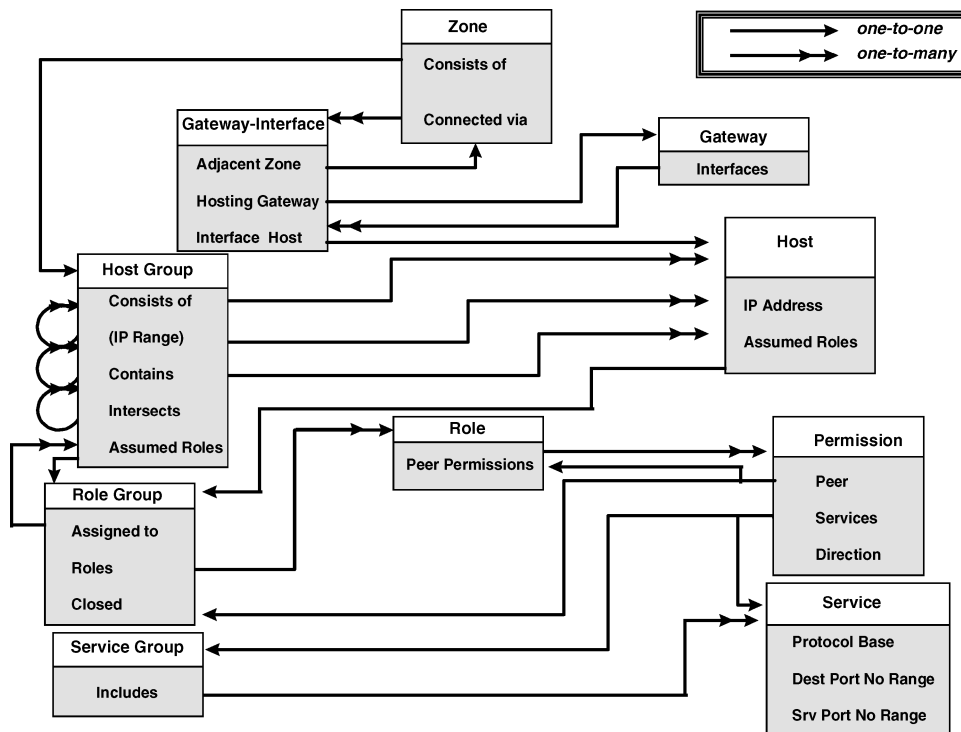 one-to-one
one-to-many
Zone
Consists of
Connected via
Gateway-Interface
Adjacent Zone
Hosting Gateway
Interface Host
Gateway
Interfaces
Host
IP Address
Assumed Roles
Host Group
Consists of
(IP Range)
Contains
Intersects
Assumed Roles
Role
Peer Permissions
Permission
Peer
Services
Direction
Role Group
Assigned to
Roles
Closed
Service Group
Includes
Service
Protocol Base
Dest Port No Range
Srv Port No Range